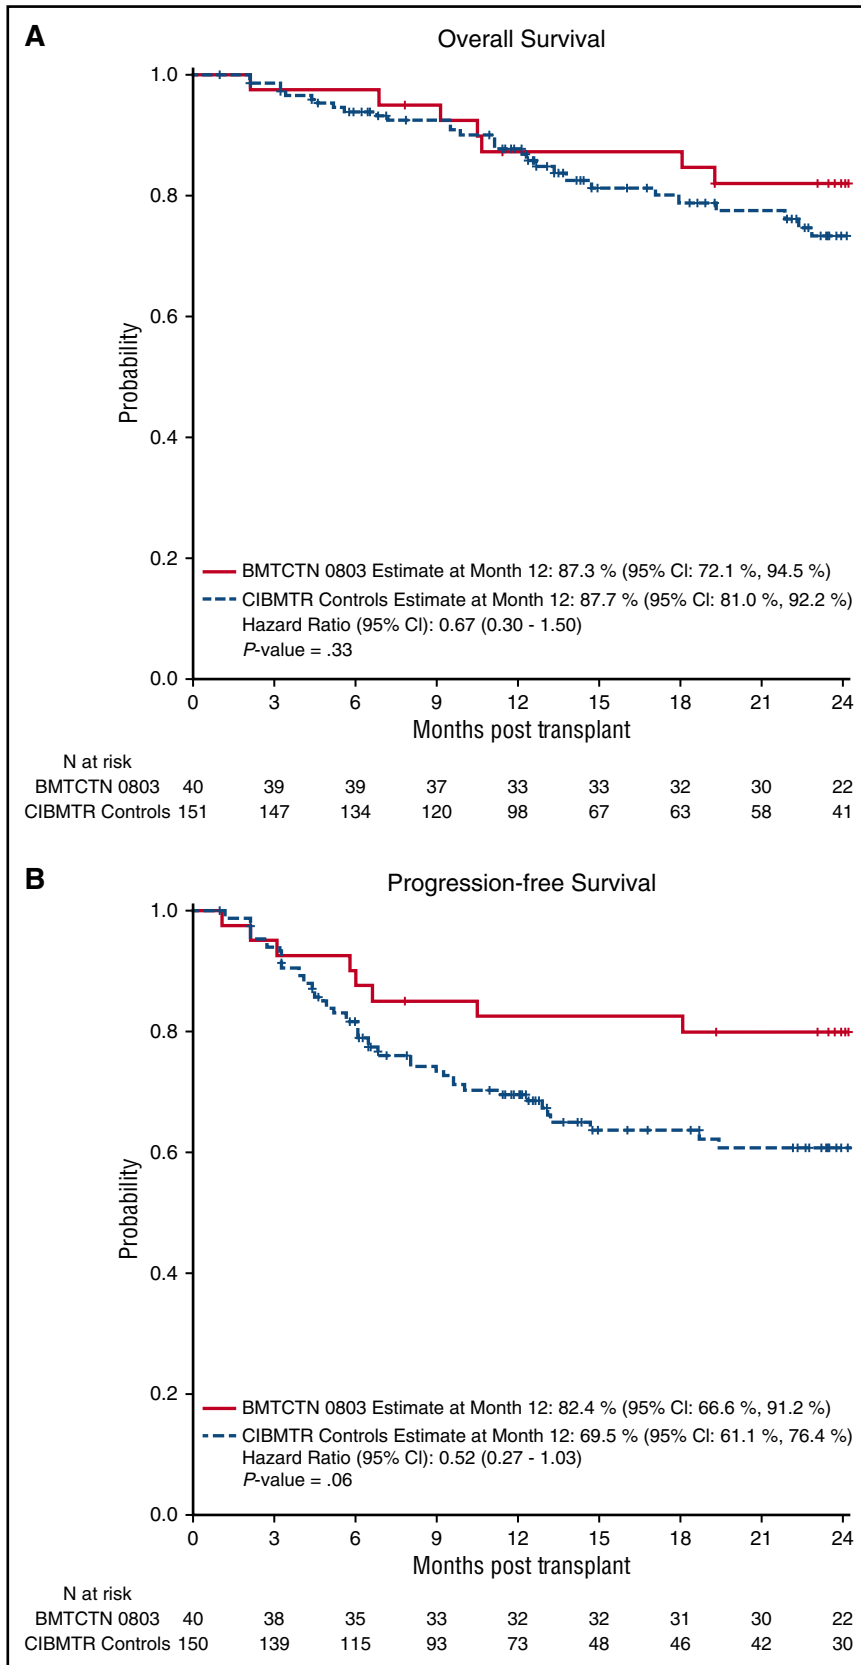 A
Overall Survival
1.0
0.8
0.6
0.4
0.2
0.0
Probability
BMTCTN 0803 Estimate at Month 12: 87.3 % (95% CI: 72.1 %, 94.5 %)
CIBMTR Controls Estimate at Month 12: 87.7 % (95% CI: 81.0 %, 92.2 %)
Hazard Ratio (95% CI): 0.67 (0.30 - 1.50)
P-value = .33
0 3 6 9 12 15 18 21 24
Months post transplant
N at risk
BMTCTN 0803 40 39 39 37 33 33 32 30 22
CIBMTR Controls 151 147 134 120 98 67 63 58 41
B
Progression-free Survival
1.0
0.8
0.6
0.4
0.2
0.0
Probability
BMTCTN 0803 Estimate at Month 12: 82.4 % (95% CI: 66.6 %, 91.2 %)
CIBMTR Controls Estimate at Month 12: 69.5 % (95% CI: 61.1 %, 76.4 %)
Hazard Ratio (95% CI): 0.52 (0.27 - 1.03)
P-value = .06
0 3 6 9 12 15 18 21 24
Months post transplant
N at risk
BMTCTN 0803 40 38 35 33 32 32 31 30 22
CIBMTR Controls 150 139 115 93 73 48 46 42 30